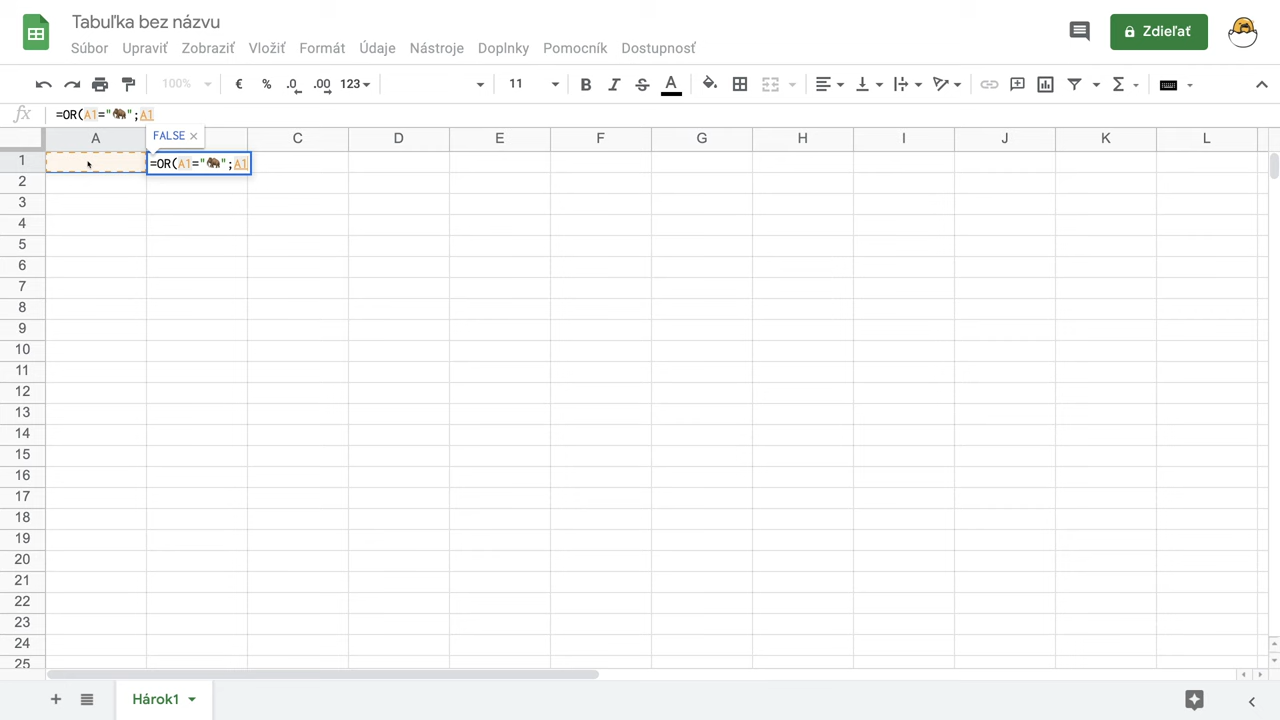 Tabuľka bez názvu
Súbor Upraviť Zobraziť Vložiť Formát Údaje Nástroje Doplnky Pomocník Dostupnosť
Zdieľať
100% € % .0 .00 123 11 B I S A Σ
fx =OR(A1="🦣";A1
FALSE ×
A C D E F G H I J K L
1 =OR(A1="🦣";A1
2
3
4
5
6
7
8
9
10
11
12
13
14
15
16
17
18
19
20
21
22
23
24
25
+ Hárok1